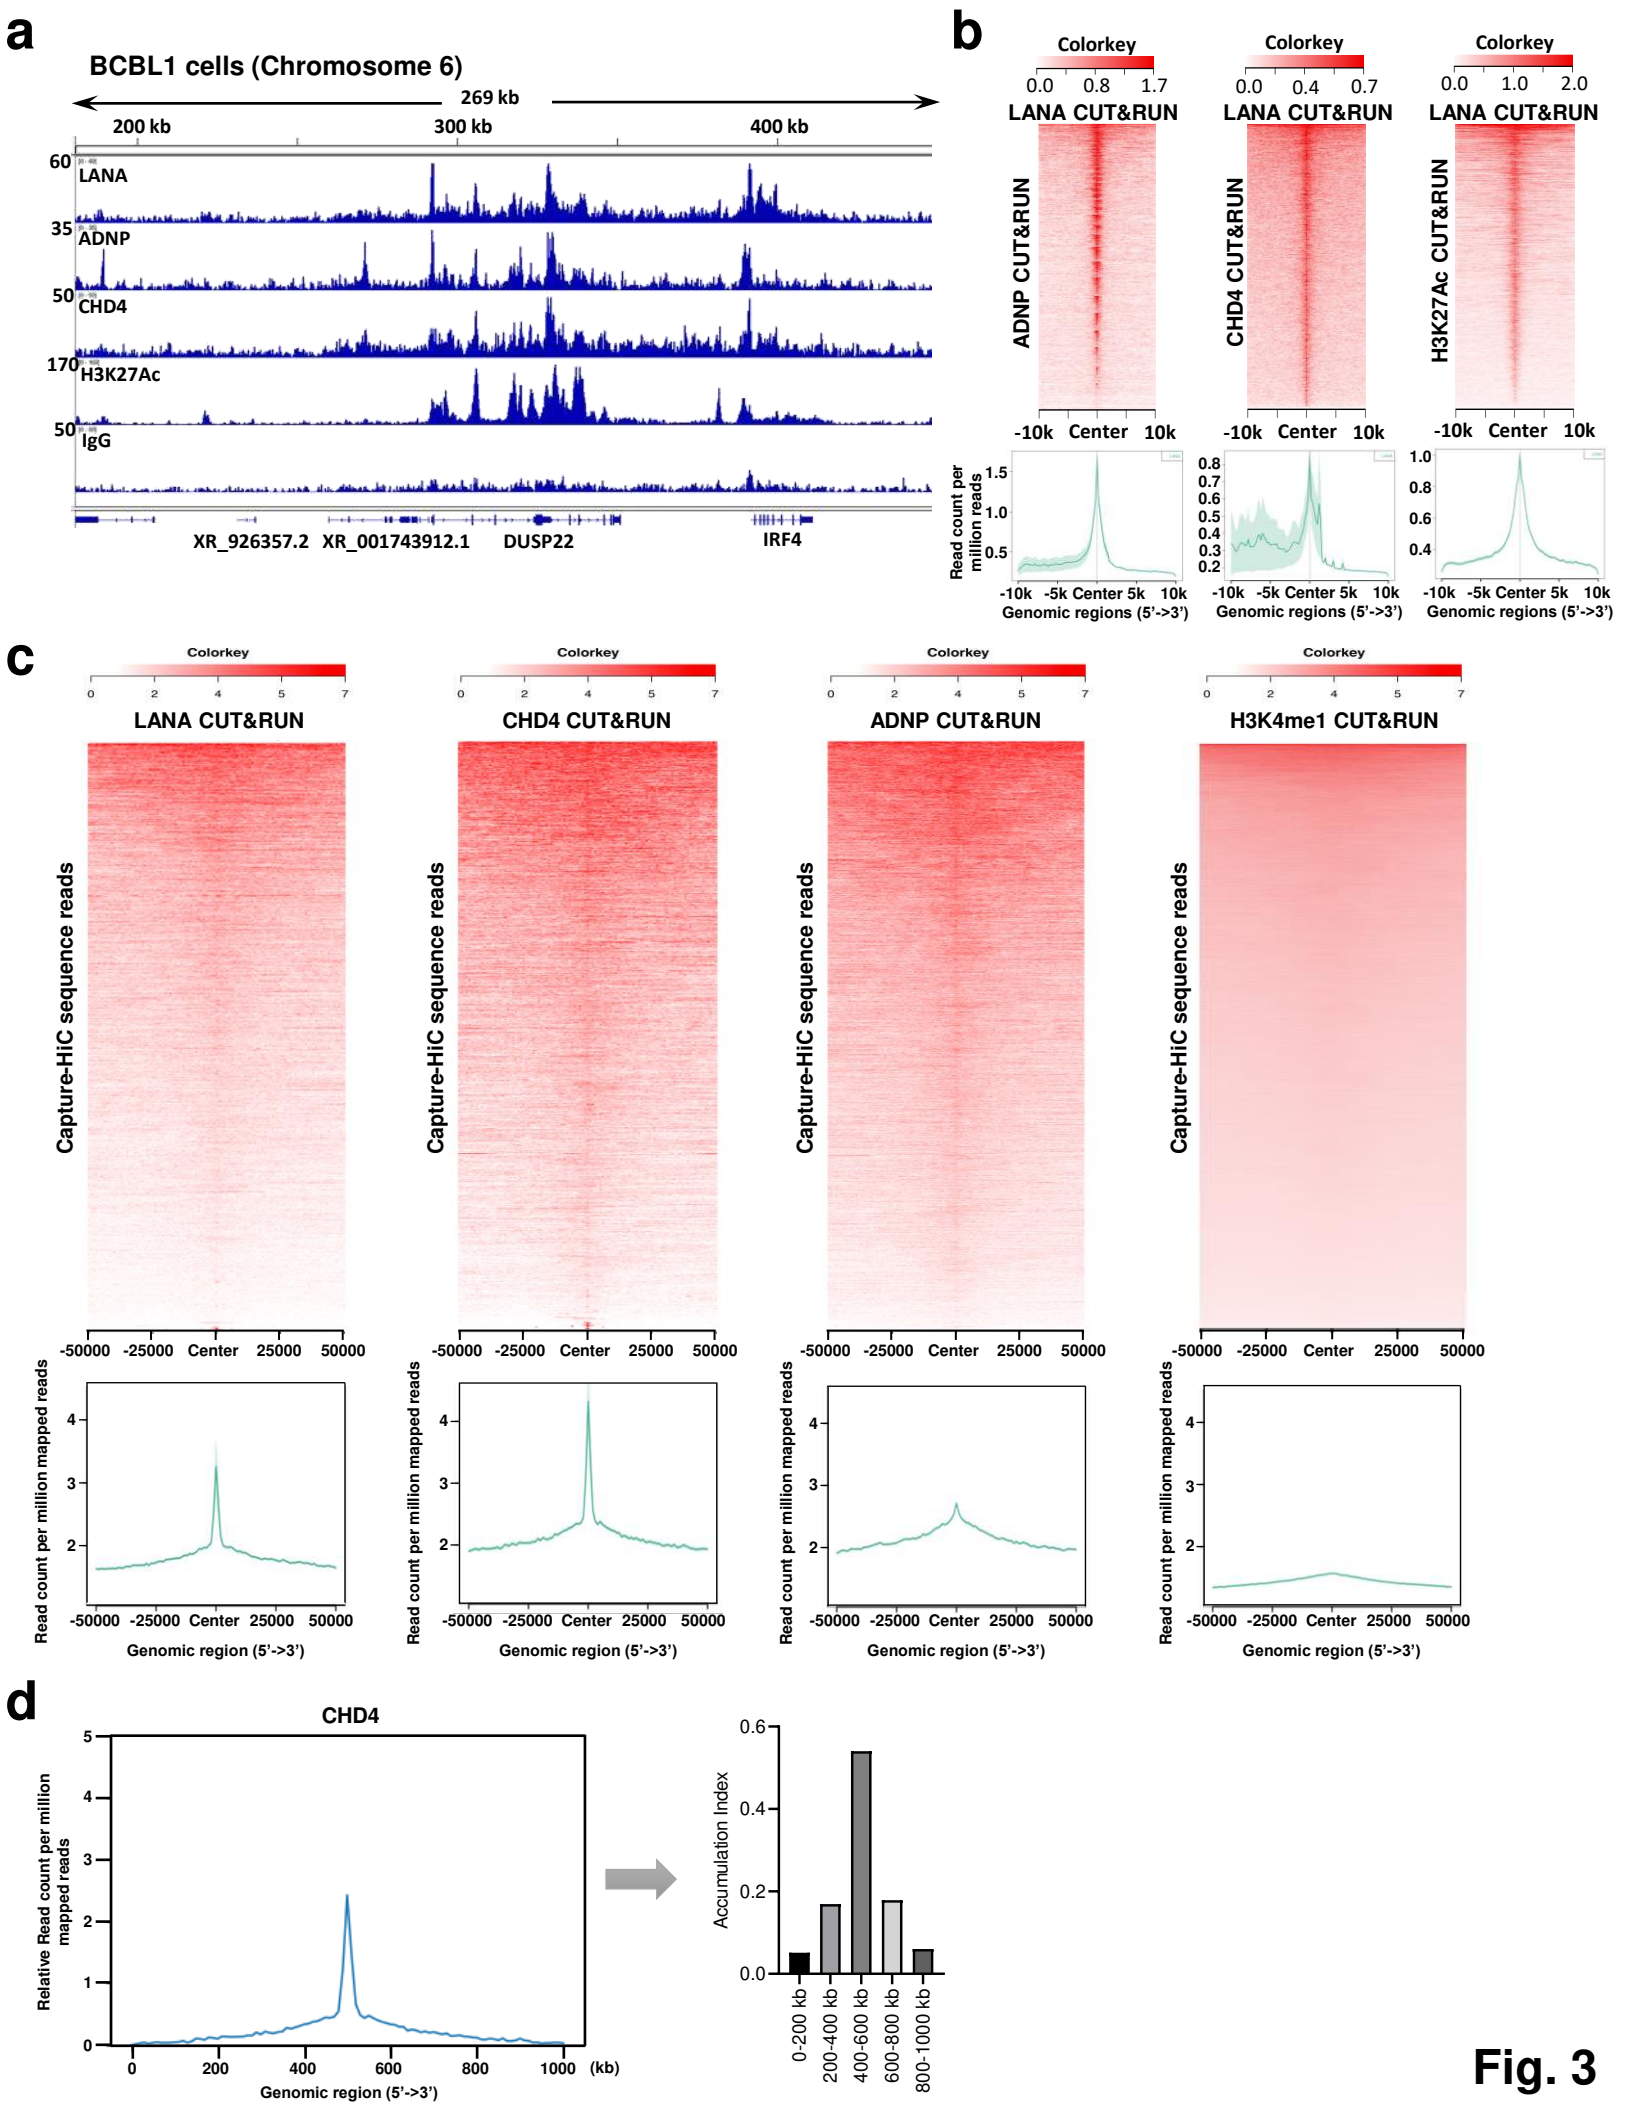 a
BCBL1 cells (Chromosome 6)
269 kb
200 kb 300 kb 400 kb
60
LANA
35
ADNP
50
CHD4
170
H3K27Ac
50
IgG
XR_926357.2 XR_001743912.1 DUSP22 IRF4
b
Colorkey Colorkey Colorkey
0.0 0.8 1.7 0.0 0.4 0.7 0.0 1.0 2.0
LANA CUT&RUN LANA CUT&RUN LANA CUT&RUN
ADNP CUT&RUN
CHD4 CUT&RUN
H3K27Ac CUT&RUN
-10k Center 10k -10k Center 10k -10k Center 10k
Read count per
million reads
1.5
1.0
0.5
0.8
0.7
0.6
0.5
0.4
0.3
0.2
1.0
0.8
0.6
0.4
-10k -5k Center 5k 10k -10k -5k Center 5k 10k -10k -5k Center 5k 10k
Genomic regions (5'->3') Genomic regions (5'->3') Genomic regions (5'->3')
c
Colorkey Colorkey Colorkey Colorkey
0 2 4 5 7 0 2 4 5 7 0 2 4 5 7 0 2 4 5 7
LANA CUT&RUN CHD4 CUT&RUN ADNP CUT&RUN H3K4me1 CUT&RUN
Capture-HiC sequence reads
Capture-HiC sequence reads
Capture-HiC sequence reads
Capture-HiC sequence reads
-50000 -25000 Center 25000 50000 -50000 -25000 Center 25000 50000 -50000 -25000 Center 25000 50000 -50000 -25000 Center 25000 50000
Read count per million mapped reads
4
3
2
Read count per million mapped reads
4
3
2
Read count per million mapped reads
4
3
2
Read count per million mapped reads
4
3
2
-50000 -25000 Center 25000 50000 -50000 -25000 Center 25000 50000 -50000 -25000 Center 25000 50000 -50000 -25000 Center 25000 50000
Genomic region (5'->3') Genomic region (5'->3') Genomic region (5'->3') Genomic region (5'->3')
d
CHD4
Relative Read count per million
mapped reads
5
4
3
2
1
0
0 200 400 600 800 1000 (kb)
Genomic region (5'->3')
Accumulation Index
0.6
0.4
0.2
0.0
0-200 kb
200-400 kb
400-600 kb
600-800 kb
800-1000 kb
Fig. 3